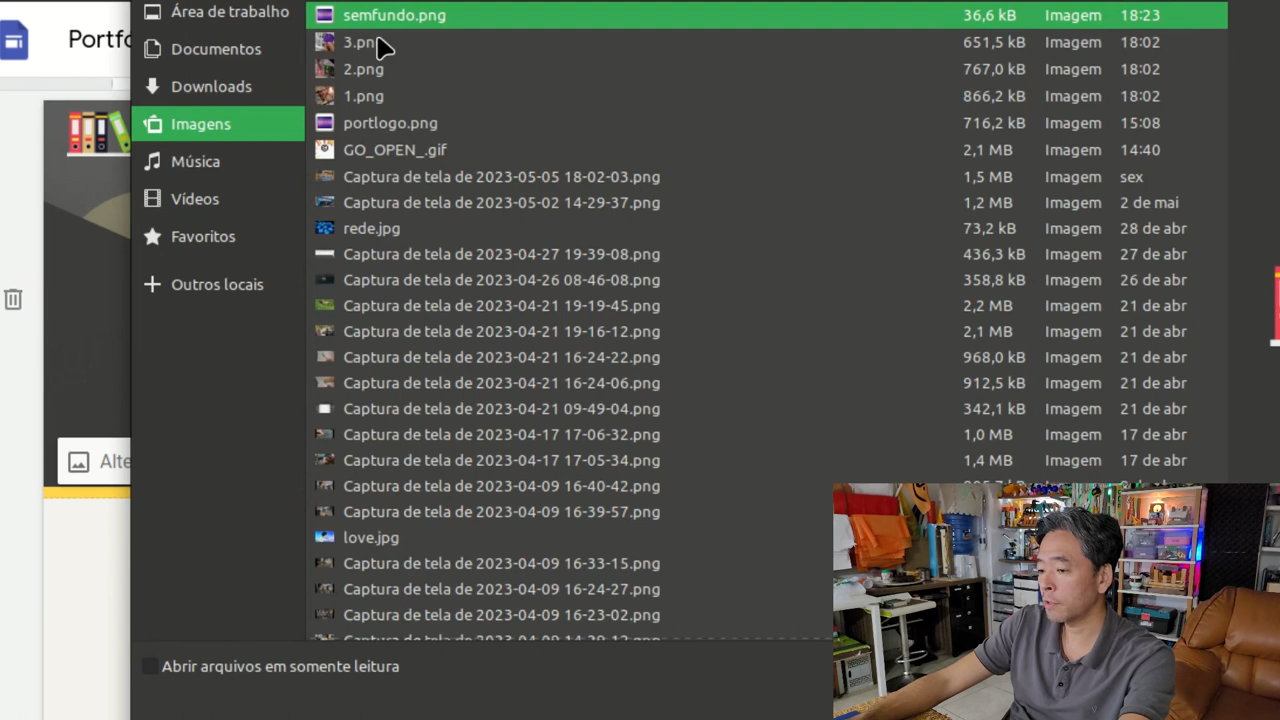 Portfo
Alte
Área de trabalho
Documentos
Downloads
Imagens
Música
Vídeos
Favoritos
Outros locais
semfundo.png 36,6 kB Imagem 18:23
3.pn 651,5 kB Imagem 18:02
2.png 767,0 kB Imagem 18:02
1.png 866,2 kB Imagem 18:02
portlogo.png 716,2 kB Imagem 15:08
GO_OPEN_.gif 2,1 MB Imagem 14:40
Captura de tela de 2023-05-05 18-02-03.png 1,5 MB Imagem sex
Captura de tela de 2023-05-02 14-29-37.png 1,2 MB Imagem 2 de mai
rede.jpg 73,2 kB Imagem 28 de abr
Captura de tela de 2023-04-27 19-39-08.png 436,3 kB Imagem 27 de abr
Captura de tela de 2023-04-26 08-46-08.png 358,8 kB Imagem 26 de abr
Captura de tela de 2023-04-21 19-19-45.png 2,2 MB Imagem 21 de abr
Captura de tela de 2023-04-21 19-16-12.png 2,1 MB Imagem 21 de abr
Captura de tela de 2023-04-21 16-24-22.png 968,0 kB Imagem 21 de abr
Captura de tela de 2023-04-21 16-24-06.png 912,5 kB Imagem 21 de abr
Captura de tela de 2023-04-21 09-49-04.png 342,1 kB Imagem 21 de abr
Captura de tela de 2023-04-17 17-06-32.png 1,0 MB Imagem 17 de abr
Captura de tela de 2023-04-17 17-05-34.png 1,4 MB Imagem 17 de abr
Captura de tela de 2023-04-09 16-40-42.png
Captura de tela de 2023-04-09 16-39-57.png
love.jpg
Captura de tela de 2023-04-09 16-33-15.png
Captura de tela de 2023-04-09 16-24-27.png
Captura de tela de 2023-04-09 16-23-02.png
Abrir arquivos em somente leitura